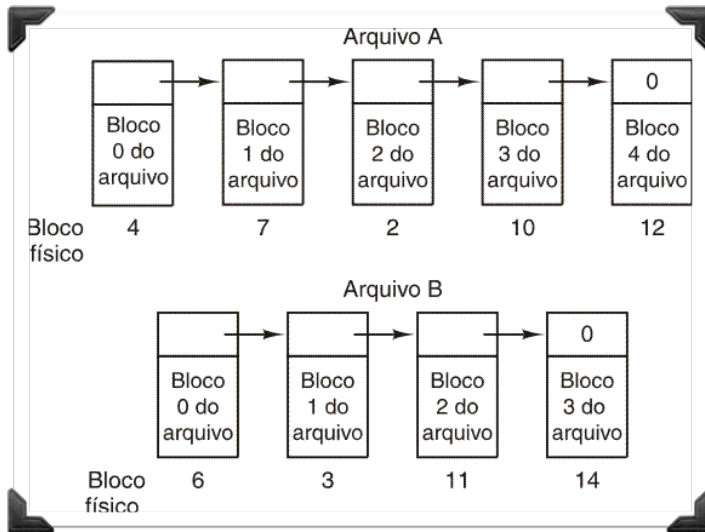 Arquivo A
0
Bloco Bloco Bloco Bloco Bloco
0 do 1 do 2 do 3 do 4 do
arquivo arquivo arquivo arquivo arquivo
Bloco 4 7 2 10 12
físico
Arquivo B
0
Bloco Bloco Bloco Bloco
0 do 1 do 2 do 3 do
arquivo arquivo arquivo arquivo
Bloco 6 3 11 14
físico